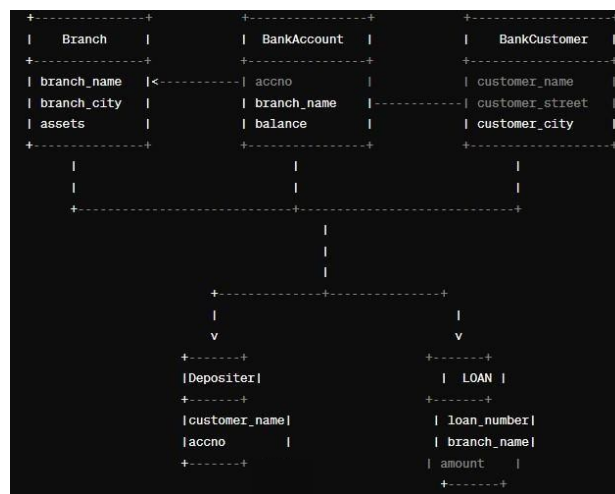 Branch BankAccount BankCustomer
branch_name accno customer_name
branch_city branch_name customer_street
assets balance customer_city
Depositer LOAN
customer_name loan_number
accno branch_name
amount